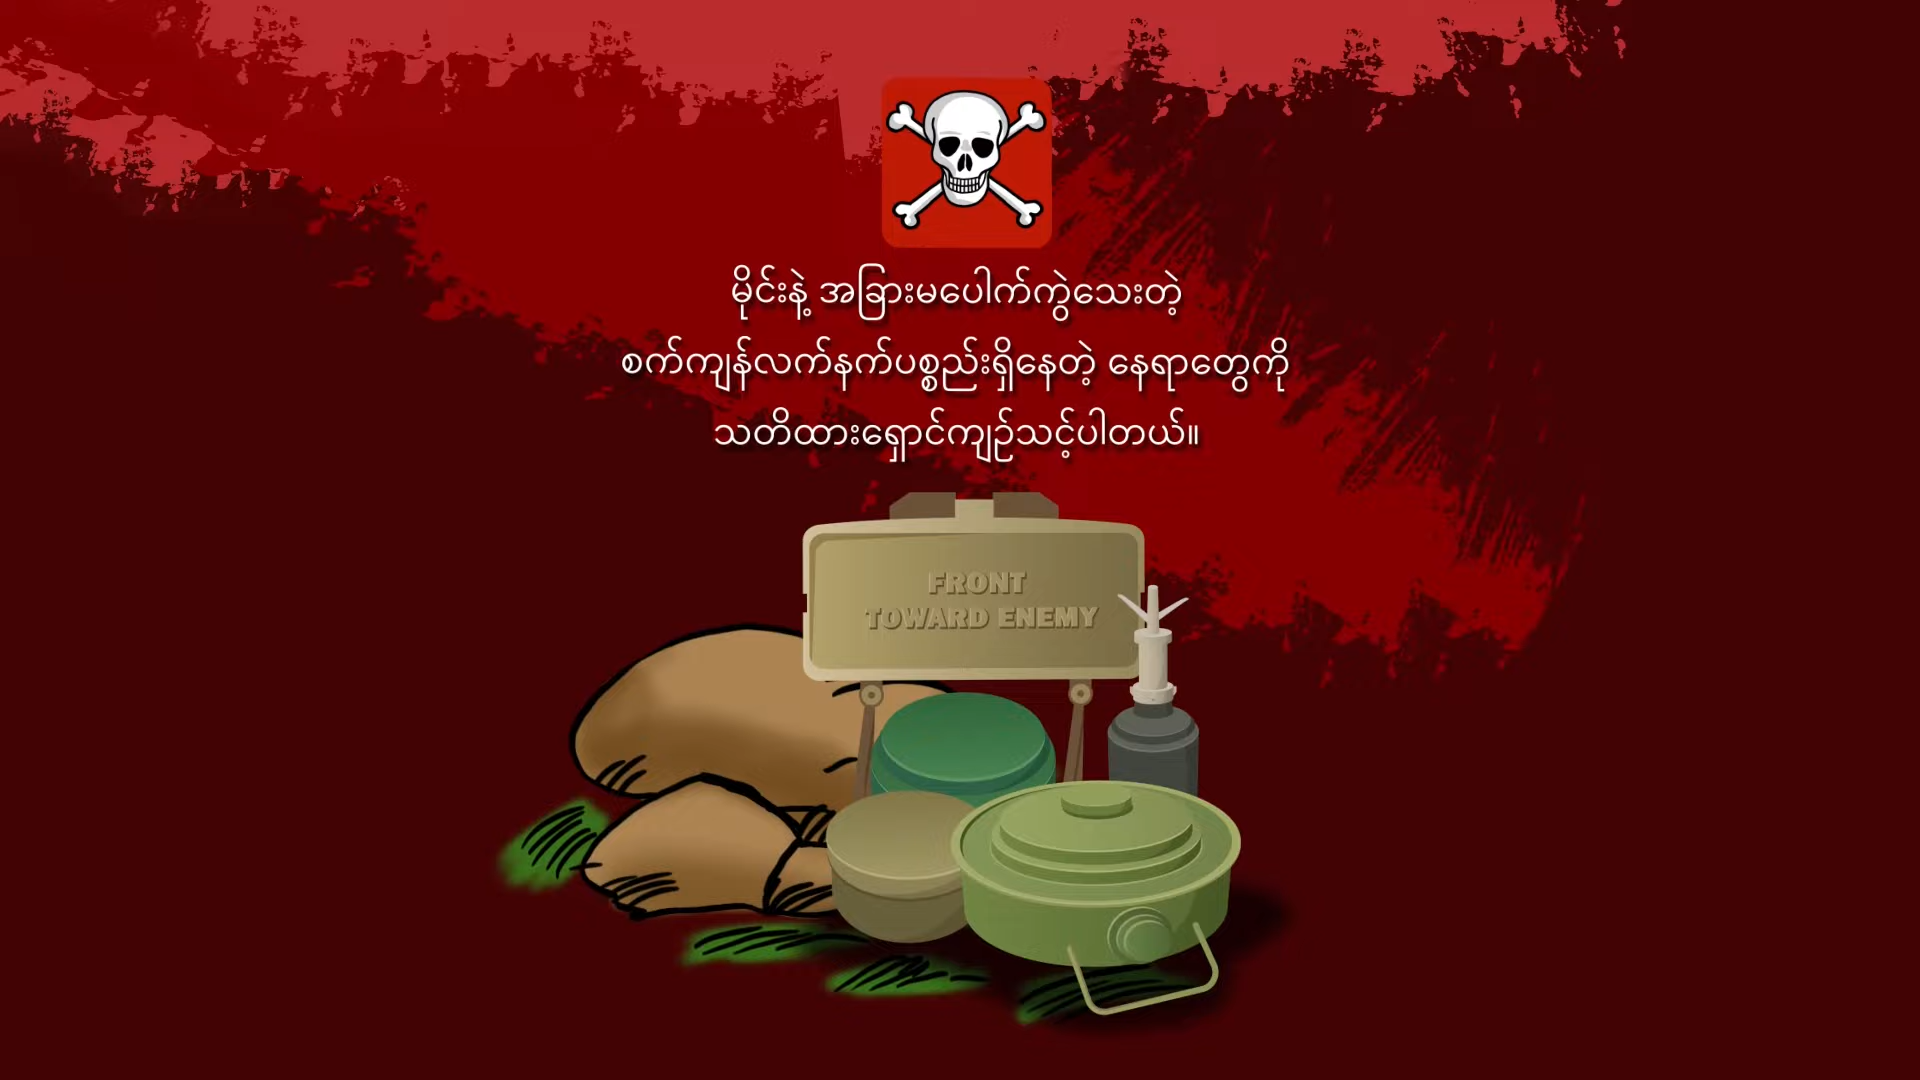 မိုင်းနဲ့ အခြားမပေါက်ကွဲသေးတဲ့
စက်ကျန်လက်နက်ပစ္စည်းရှိနေတဲ့ နေရာတွေကို
သတိထားရှောင်ကျဉ်သင့်ပါတယ်။
FRONT
TOWARD ENEMY